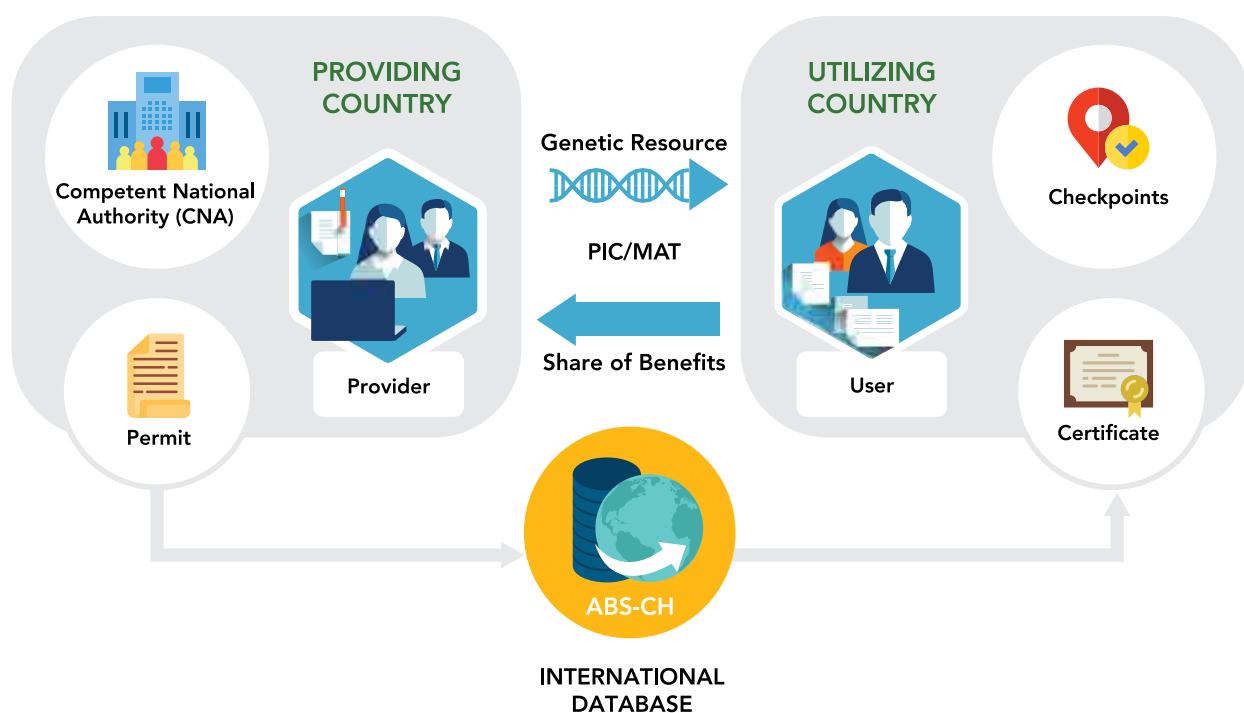 PROVIDING
COUNTRY
Competent National
Authority (CNA)
Provider
Permit
Genetic Resource
PIC/MAT
Share of Benefits
UTILIZING
COUNTRY
Checkpoints
User
Certificate
ABS-CH
INTERNATIONAL
DATABASE